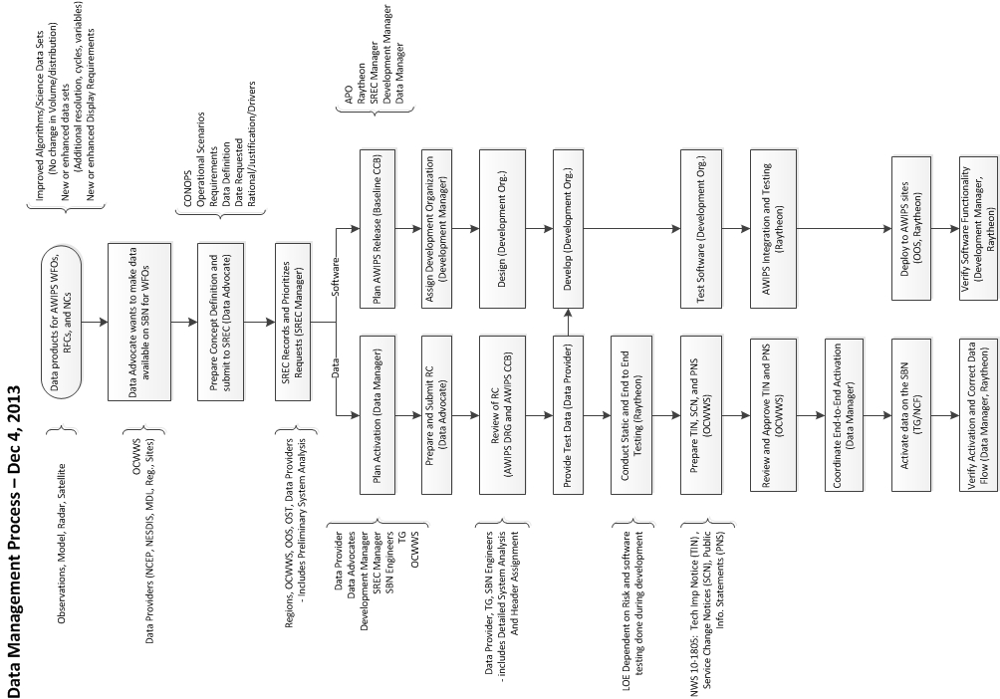 Data Management Process – Dec 4, 2013
Observations, Model, Radar, Satellite
Data products for AWIPS WFOs,
RFCs, and NCs
Improved Algorithms/Science Data Sets
(No change in Volume/distribution)
New or enhanced data sets
(Additional resolution, cycles, variables)
New or enhanced Display Requirements
OCWWS
Data Providers (NCEP, NESDIS, MDL, Reg., Sites)
Data Advocate wants to make data
available on SBN for WFOs
Prepare Concept Definition and
submit to SREC (Data Advocate)
CONOPS
Operational Scenarios
Requirements
Data Definition
Date Requested
Rational/Justification/Drivers
Regions, OCWWS, OOS, OST, Data Providers
- Includes Preliminary System Analysis
SREC Records and Prioritizes
Requests (SREC Manager)
Data
Software
Data Provider
Data Advocates
Development Manager
SREC Manager
SBN Engineers
TG
OCWWS
Plan Activation (Data Manager)
Plan AWIPS Release (Baseline CCB)
APO
Raytheon
SREC Manager
Development Manager
Data Manager
Prepare and Submit RC
(Data Advocate)
Assign Development Organization
(Development Manager)
Data Provider, TG, SBN Engineers
- includes Detailed System Analysis
And Header Assignment
Review of RC
(AWIPS DRG and AWIPS CCB)
Design (Development Org.)
Provide Test Data (Data Provider)
Develop (Development Org.)
LOE Dependent on Risk and software
testing done during development
Conduct Static and End to End
Testing (Raytheon)
NWS 10-1805: Tech Imp Notice (TIN),
Service Change Notices (SCN), Public
Info. Statements (PNS)
Prepare TIN, SCN, and PNS
(OCWWS)
Test Software (Development Org.)
Review and Approve TIN and PNS
(OCWWS)
AWIPS Integration and Testing
(Raytheon)
Coordinate End-to-End Activation
(Data Manager)
Activate data on the SBN
(TG/NCF)
Deploy to AWIPS sites
(OOS, Raytheon)
Verify Activation and Correct Data
Flow (Data Manager, Raytheon)
Verify Software Functionality
(Development Manager,
Raytheon)